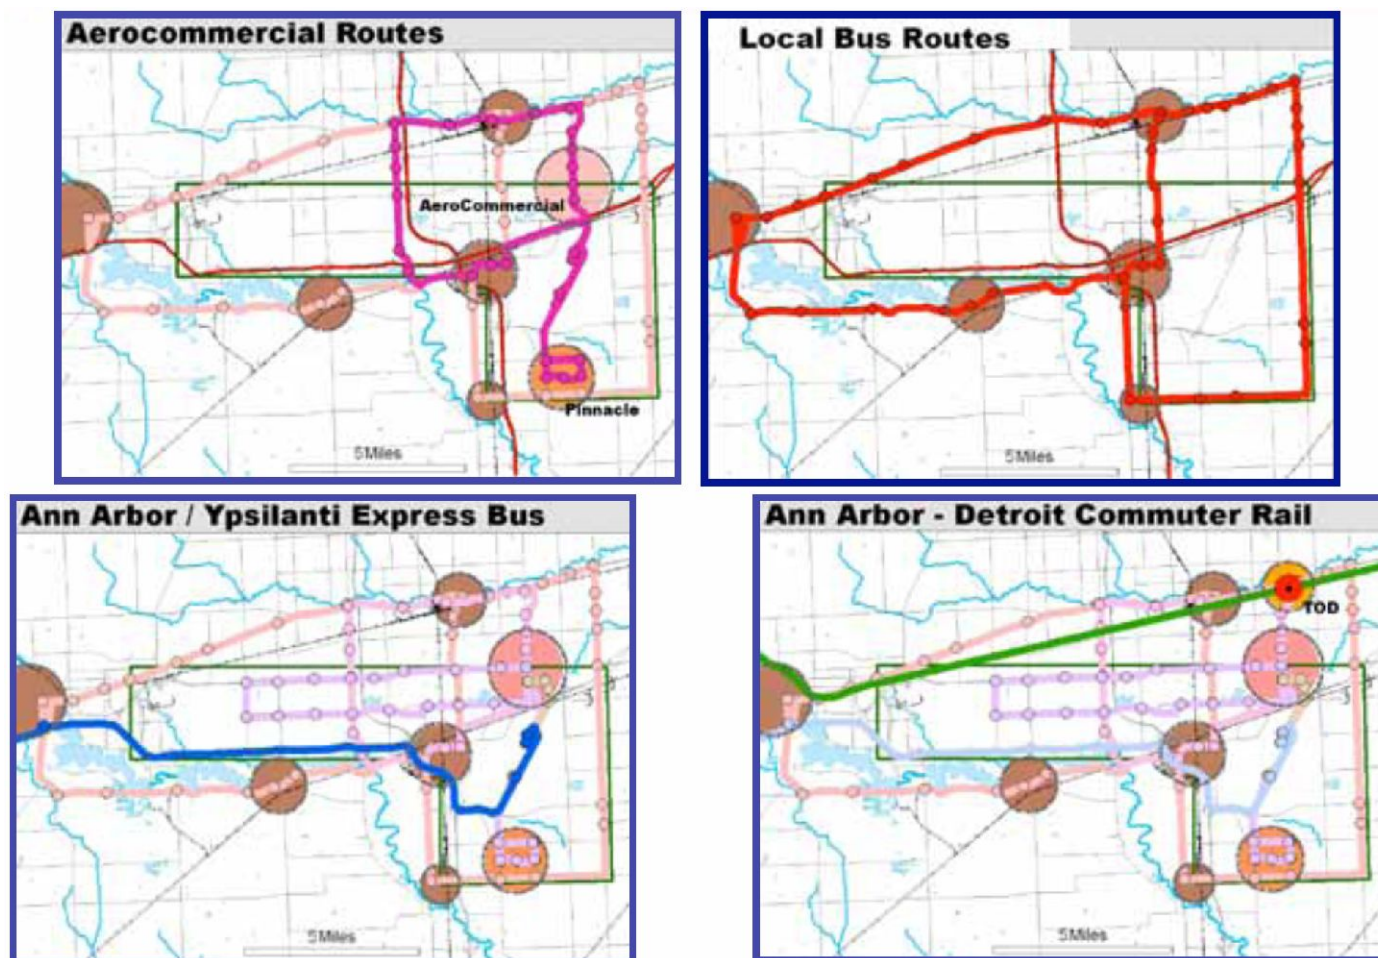 Aerocommercial Routes
Local Bus Routes
AeroCommercial
Pinnacle
5Miles
5Miles
Ann Arbor / Ypsilanti Express Bus
Ann Arbor - Detroit Commuter Rail
TOD
5Miles
5Miles